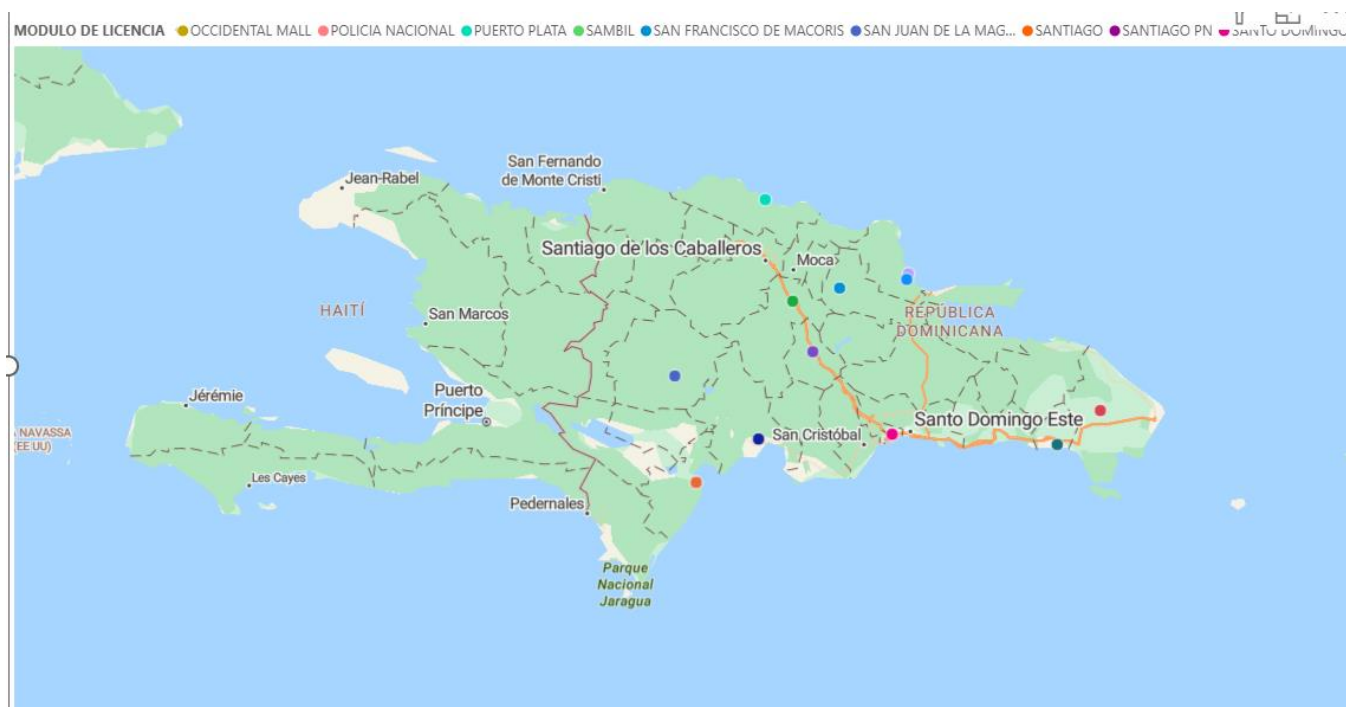 MODULO DE LICENCIA OCCIDENTAL MALL POLICIA NACIONAL PUERTO PLATA SAMBIL SAN FRANCISCO DE MACORIS SAN JUAN DE LA MAG... SANTIAGO SANTIAGO PN SANTO DOMINGO
San Fernando
de Monte Cristi
Jean-Rabel
Santiago de los Caballeros
Moca
HAITÍ
San Marcos
REPÚBLICA
DOMINICANA
Puerto
Príncipe
Jérémie
Santo Domingo Este
San Cristóbal
NAVASSA
(EE.UU)
Les Cayes
Pedernales
Parque
Nacional
Jaragua